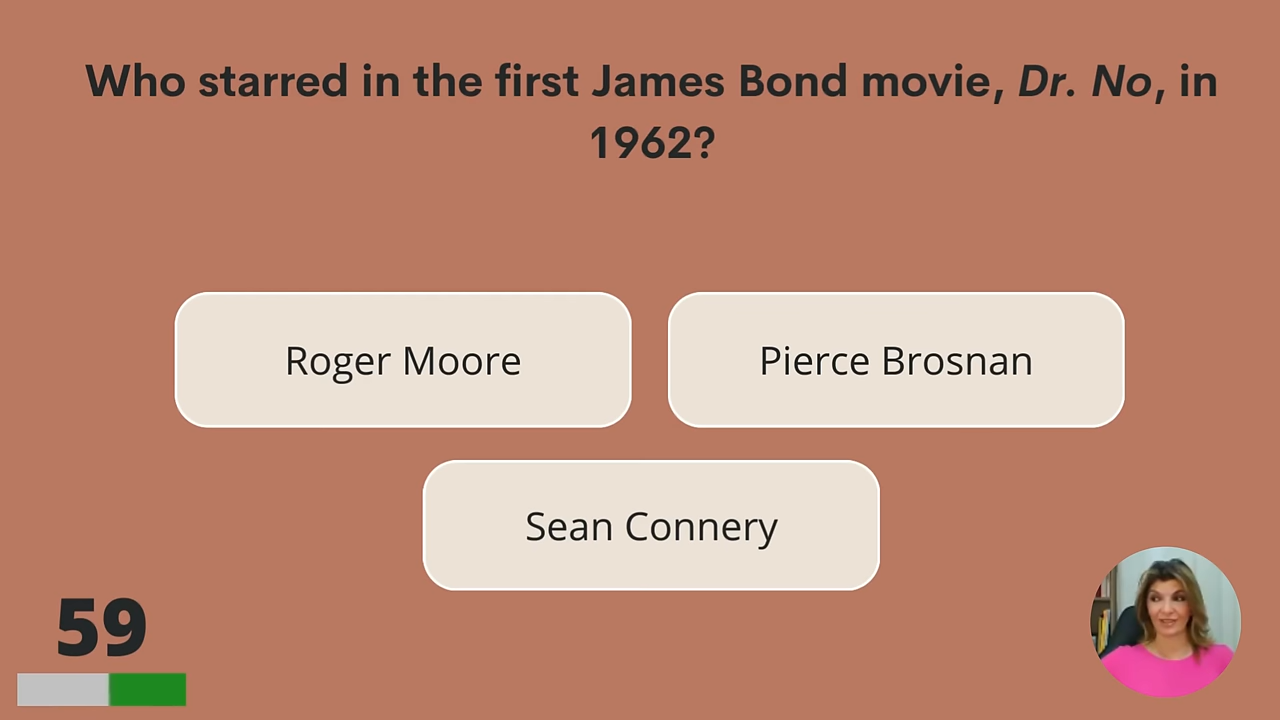 Who starred in the first James Bond movie, Dr. No, in
1962?
Roger Moore
Pierce Brosnan
Sean Connery
59